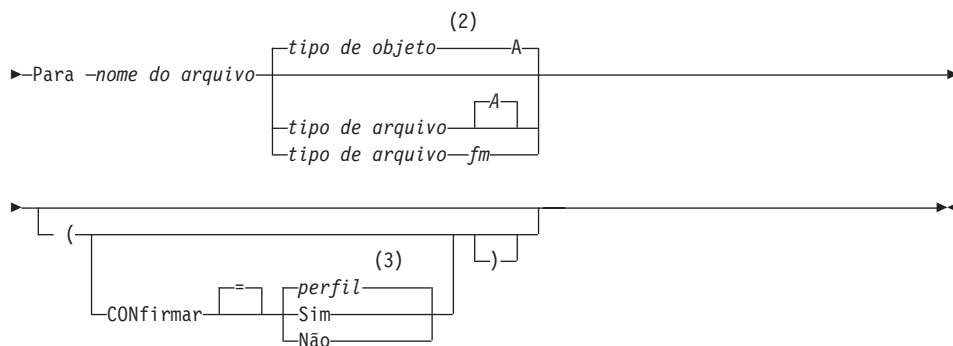 (2)
tipo de objeto A
Para nome do arquivo
A
tipo de arquivo
tipo de arquivo fm
(
(3)
)
= perfil
CONfirmar Sim
Não